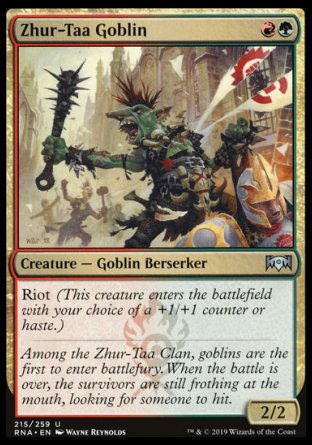 Zhur-Taa Goblin
Creature — Goblin Berserker
Riot (This creature enters the battlefield
with your choice of a +1/+1 counter or
haste.)
Among the Zhur-Taa Clan, goblins are the
first to enter battlefury. When the battle is
over, the survivors are still frothing at the
mouth, looking for someone to hit.
2/2
215/259 U
RNA • EN Wayne Reynolds
™ & © 2019 Wizards of the Coast